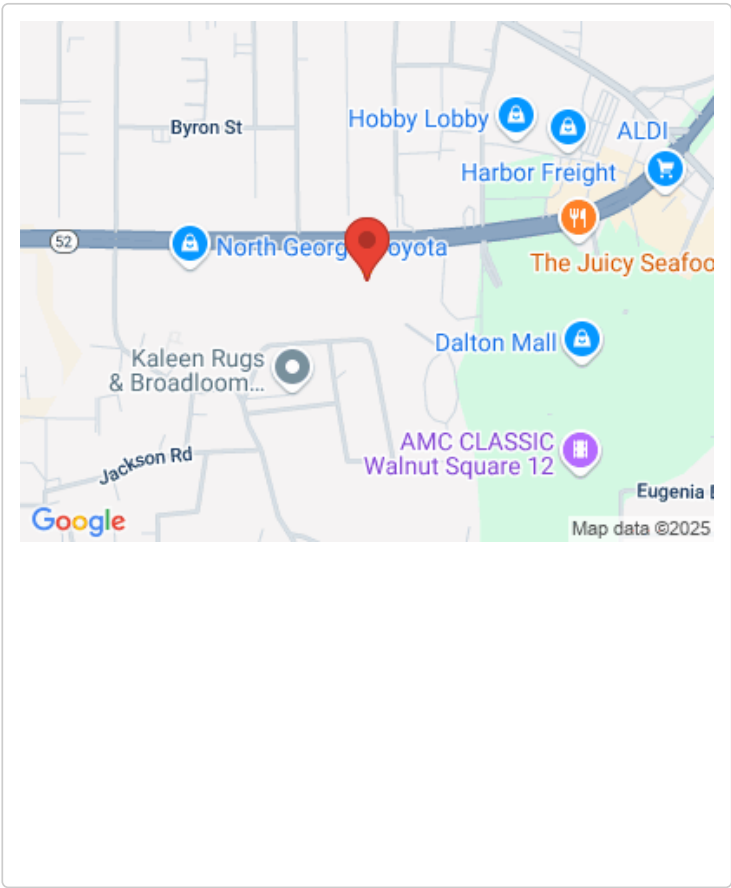 Byron St
Hobby Lobby
ALDI
Harbor Freight
52
North Georg
oyota
The Juicy Seafoo
Dalton Mall
Kaleen Rugs
& Broadloom...
AMC CLASSIC
Walnut Square 12
Jackson Rd
Eugenia
Google
Map data ©2025